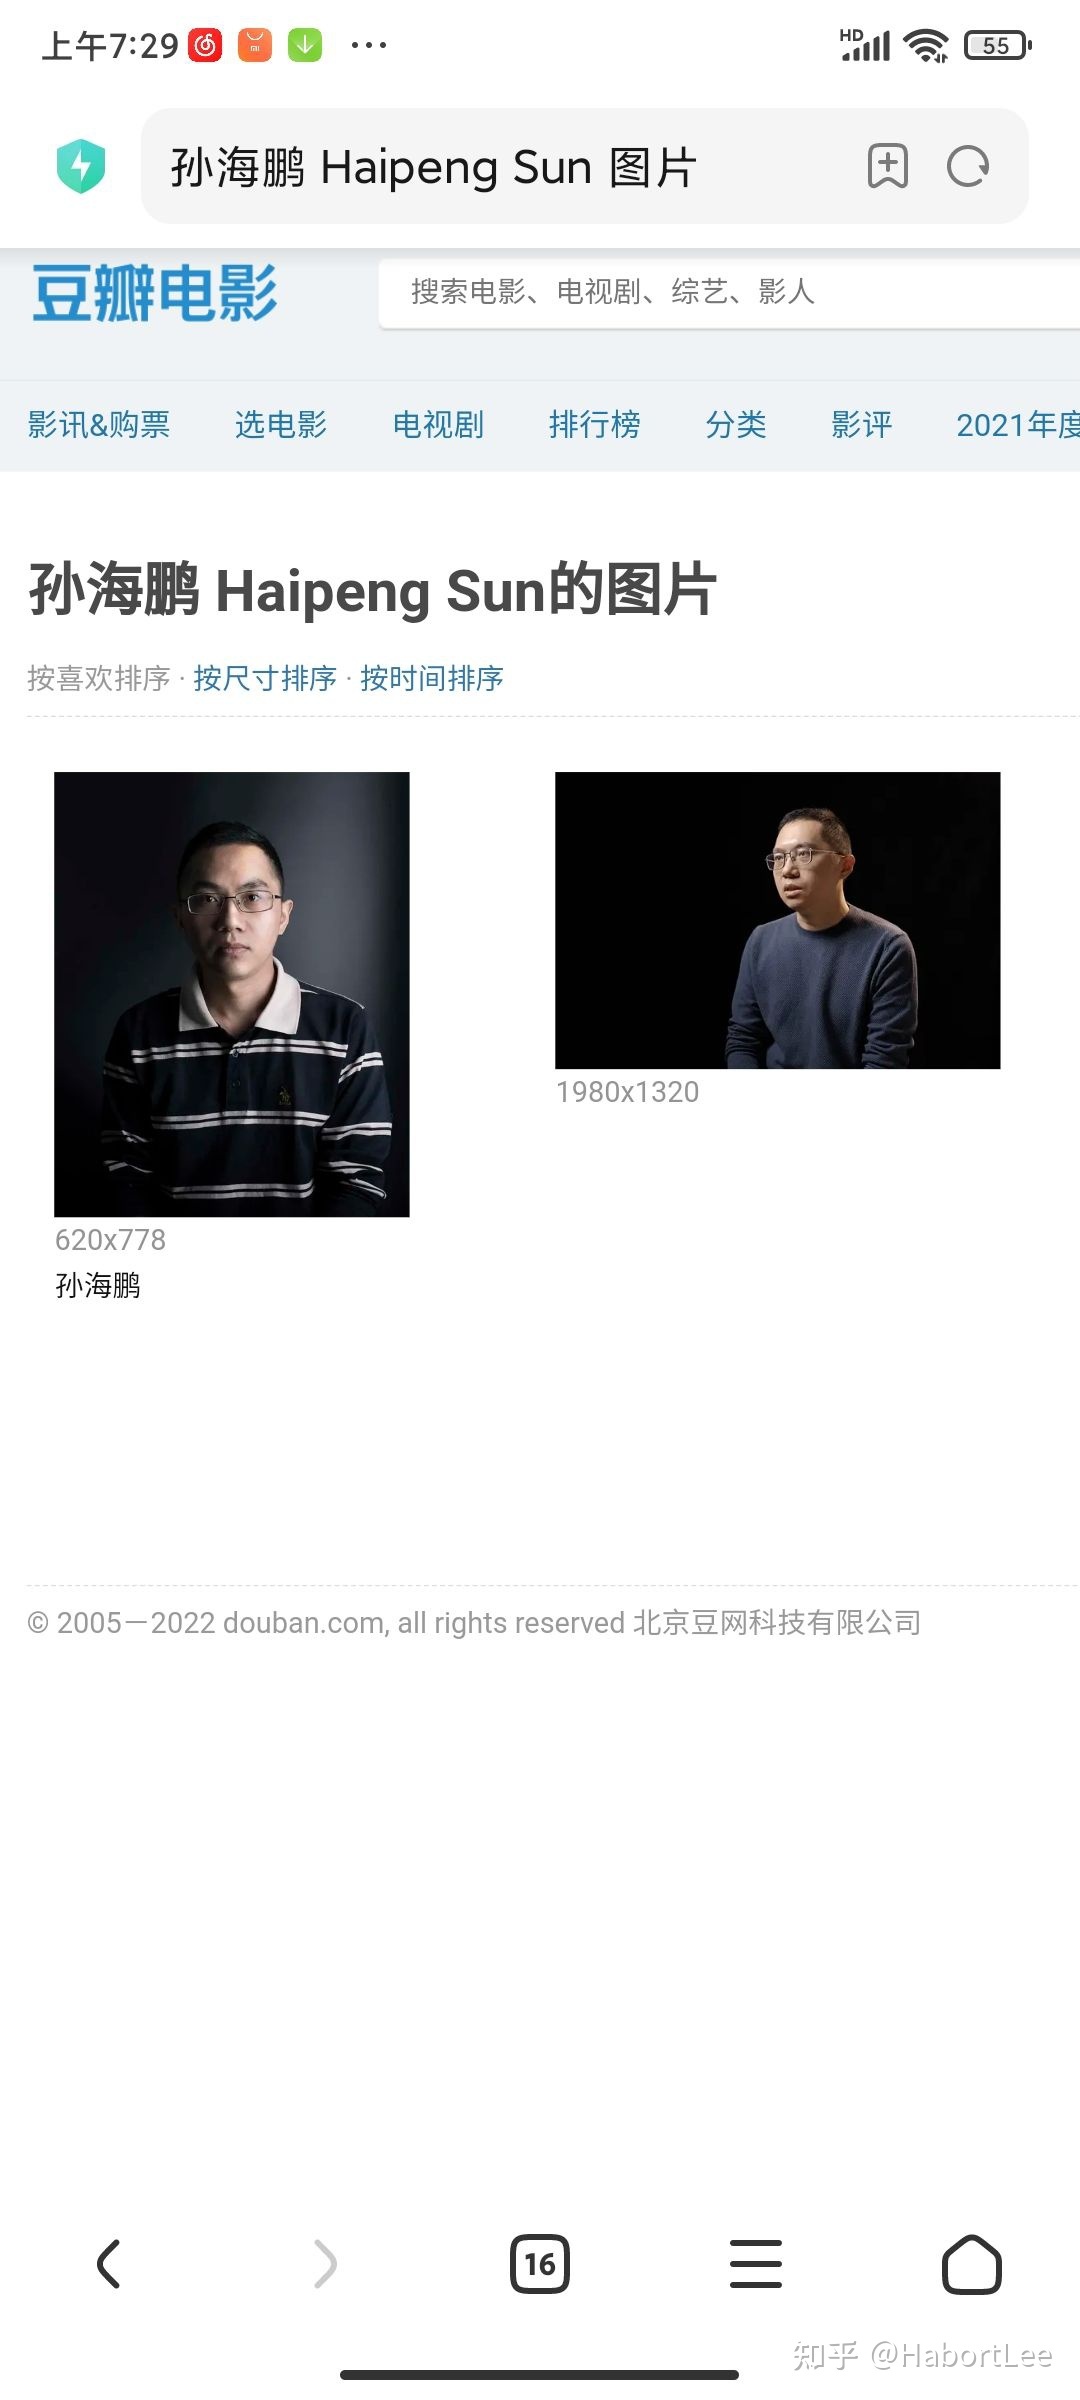 上午7:29
HD
55
孙海鹏 Haipeng Sun 图片
豆瓣电影
搜索电影、电视剧、综艺、影人
影讯&购票 选电影 电视剧 排行榜 分类 影评 2021年度
孙海鹏 Haipeng Sun的图片
按喜欢排序 · 按尺寸排序 · 按时间排序
1980x1320
620x778
孙海鹏
© 2005－2022 douban.com, all rights reserved 北京豆网科技有限公司
16
知乎 @HabortLee